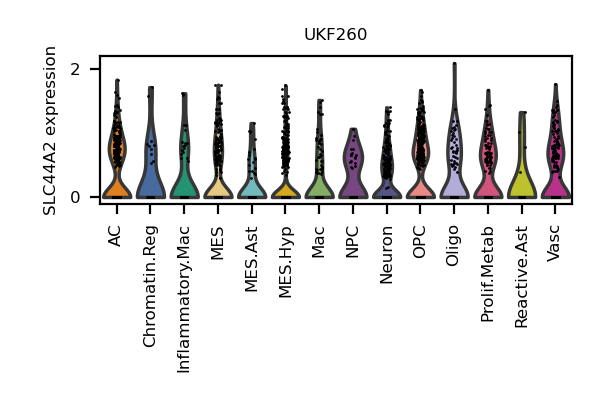 UKF260
SLC44A2 expression
2
0
AC
Chromatin.Reg
Inflammatory.Mac
MES
MES.Ast
MES.Hyp
Mac
NPC
Neuron
OPC
Oligo
Prolif.Metab
Reactive.Ast
Vasc